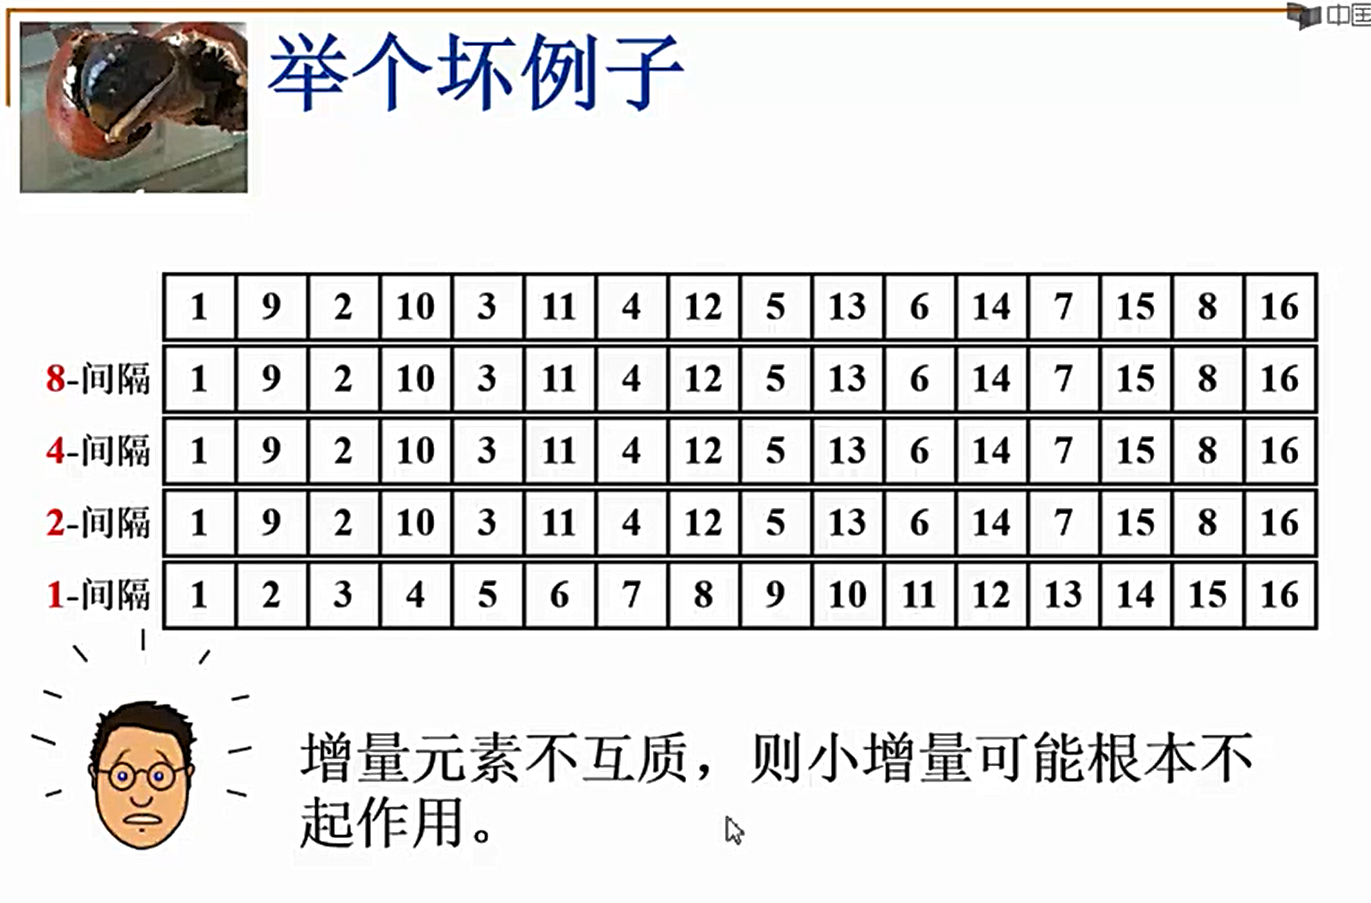 中国
举个坏例子
1 9 2 10 3 11 4 12 5 13 6 14 7 15 8 16
8-间隔 1 9 2 10 3 11 4 12 5 13 6 14 7 15 8 16
4-间隔 1 9 2 10 3 11 4 12 5 13 6 14 7 15 8 16
2-间隔 1 9 2 10 3 11 4 12 5 13 6 14 7 15 8 16
1-间隔 1 2 3 4 5 6 7 8 9 10 11 12 13 14 15 16
增量元素不互质，则小增量可能根本不
起作用。